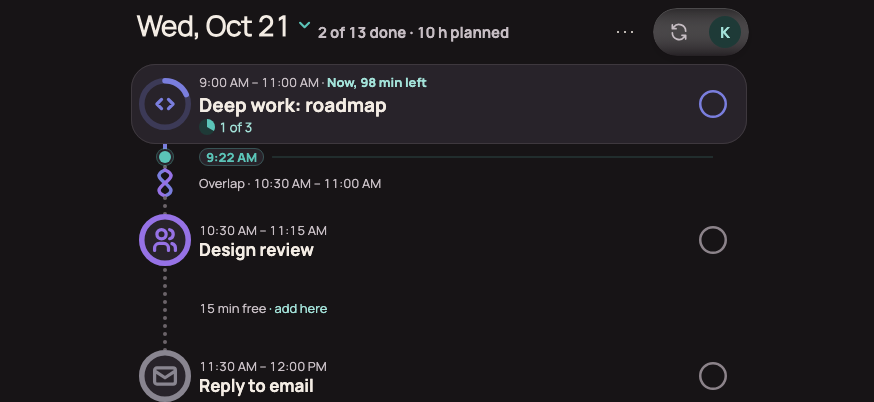 Wed, Oct 21 2 of 13 done · 10 h planned ... K
9:00 AM – 11:00 AM · Now, 98 min left
Deep work: roadmap
1 of 3
9:22 AM
Overlap · 10:30 AM – 11:00 AM
10:30 AM – 11:15 AM
Design review
15 min free · add here
11:30 AM – 12:00 PM
Reply to email